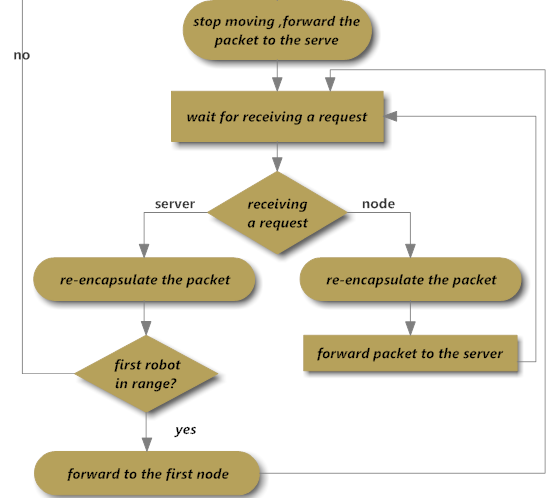 stop moving ,forward the
packet to the serve
no
wait for receiving a request
server
receiving
a request
node
re-encapsulate the packet
re-encapsulate the packet
forward packet to the server
first robot
in range?
yes
forward to the first node